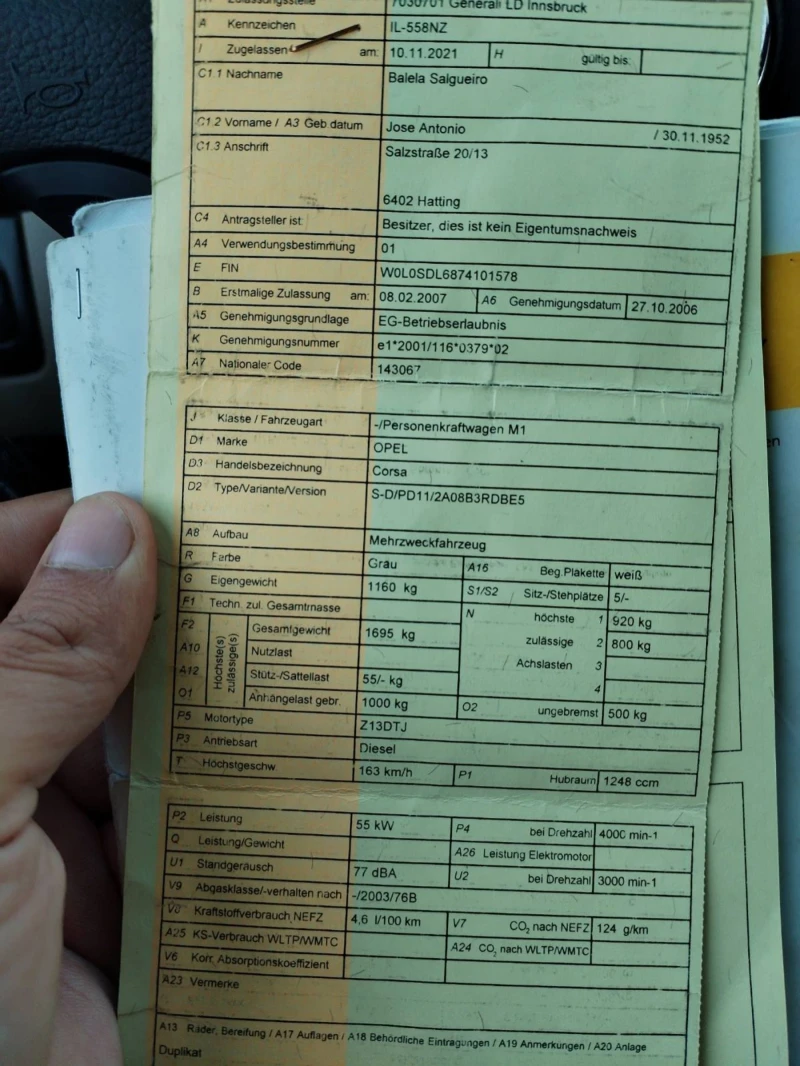 Zulassungsstelle 7030701 Generali LD Innsbruck
A Kennzeichen IL-558NZ
I Zugelassen am: 10.11.2021 H gültig bis:
C1.1 Nachname Balela Salgueiro
C1.2 Vorname / A3 Geb datum Jose Antonio / 30.11.1952
C1.3 Anschrift Salzstraße 20/13
6402 Hatting
C4 Antragsteller ist: Besitzer, dies ist kein Eigentumsnachweis
A4 Verwendungsbestimmung 01
E FIN W0L0SDL6874101578
B Erstmalige Zulassung am: 08.02.2007 A6 Genehmigungsdatum 27.10.2006
A5 Genehmigungsgrundlage EG-Betriebserlaubnis
K Genehmigungsnummer e1*2001/116*0379*02
A7 Nationaler Code 143067
J Klasse / Fahrzeugart -/Personenkraftwagen M1
D1 Marke OPEL
D3 Handelsbezeichnung Corsa
D2 Type/Variante/Version S-D/PD11/2A08B3RDBE5
A8 Aufbau Mehrzweckfahrzeug
R Farbe Grau A16 Beg.Plakette weiß
G Eigengewicht 1160 kg S1/S2 Sitz-/Stehplätze 5/-
F1 Techn. zul. Gesamtmasse N höchste 1 920 kg
F2 Höchste(s) zulässige(s) Gesamtgewicht 1695 kg zulässige 2 800 kg
A10 Nutzlast Achslasten 3
A12 Stütz-/Sattellast 55/- kg 4
O1 Anhängelast gebr. 1000 kg O2 ungebremst 500 kg
P5 Motortype Z13DTJ
P3 Antriebsart Diesel
T Höchstgeschw. 163 km/h P1 Hubraum 1248 ccm
P2 Leistung 55 kW P4 bei Drehzahl 4000 min-1
Q Leistung/Gewicht A26 Leistung Elektromotor
U1 Standgeräusch 77 dBA U2 bei Drehzahl 3000 min-1
V9 Abgasklasse/-verhalten nach -/2003/76B
V8 Kraftstoffverbrauch NEFZ 4,6 l/100 km V7 CO2 nach NEFZ 124 g/km
A25 KS-Verbrauch WLTP/WMTC A24 CO2 nach WLTP/WMTC
V6 Korr. Absorptionskoeffizient
A23 Vermerke
A13 Räder, Bereifung / A17 Auflagen / A18 Behördliche Eintragungen / A19 Anmerkungen / A20 Anlage
Duplikat